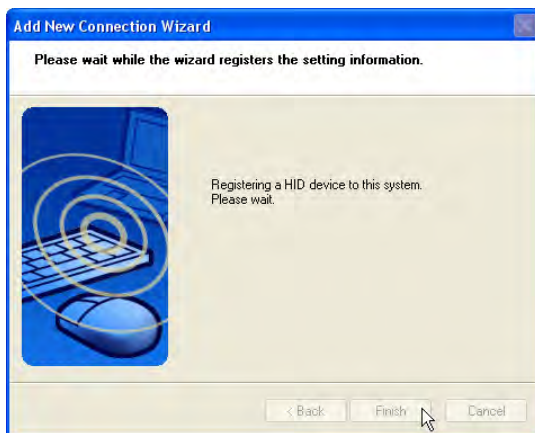 Add New Connection Wizard
Please wait while the wizard registers the setting information.
Registering a HID device to this system.
Please wait.
< Back
Finish
Cancel